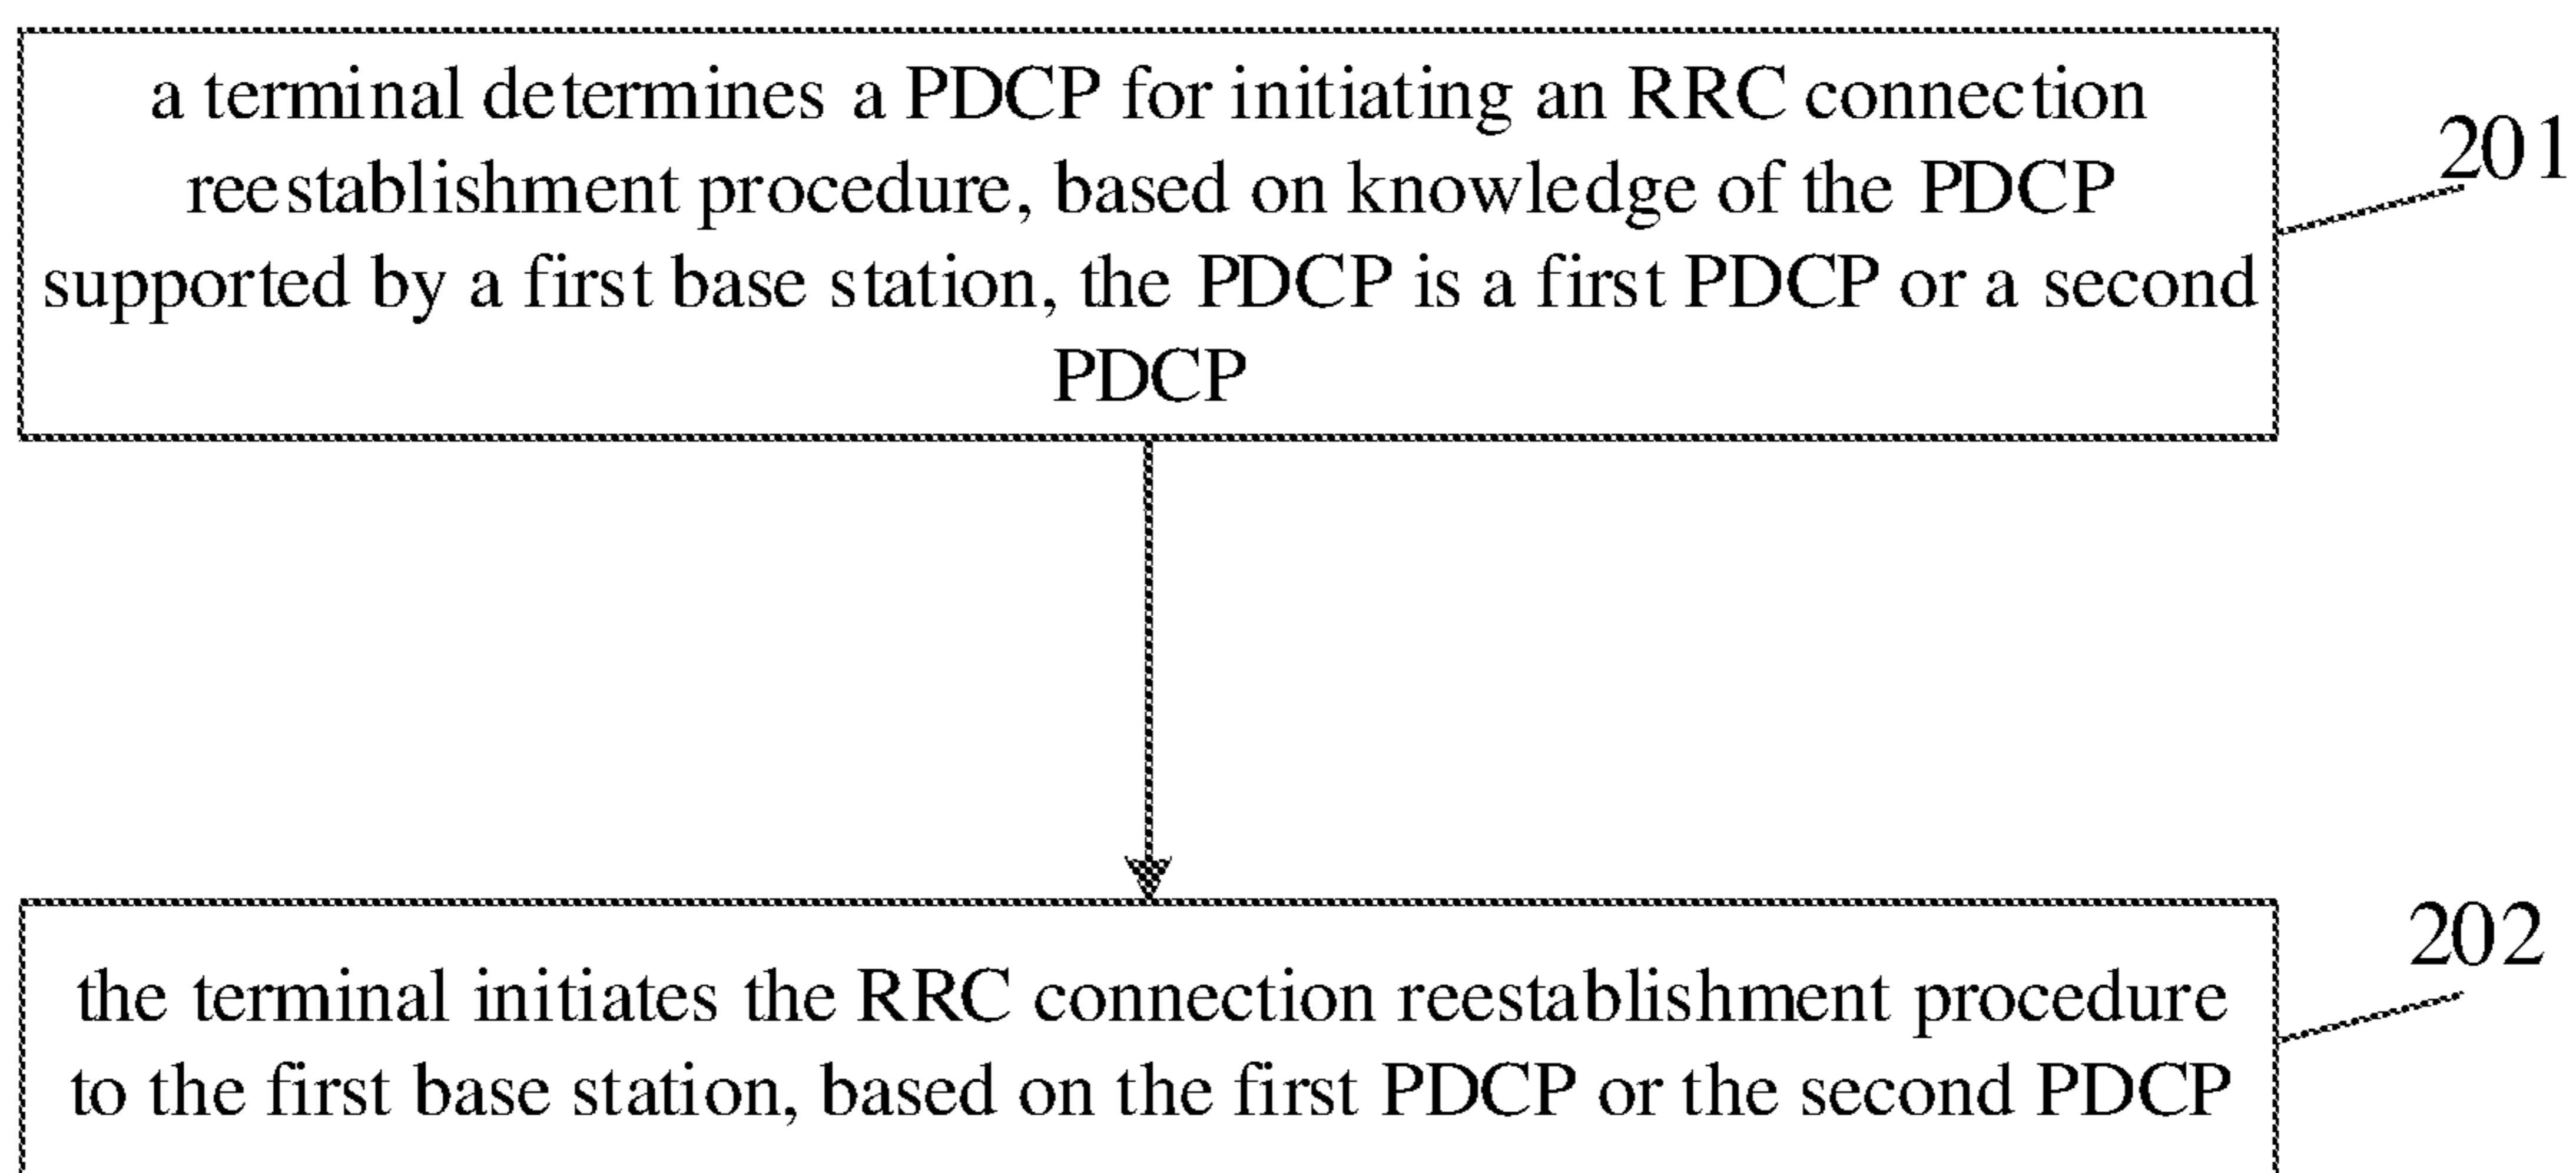 a terminal determines a PDCP for initiating an RRC connection
reestablishment procedure, based on knowledge of the PDCP
supported by a first base station, the PDCP is a first PDCP or a second
PDCP
201
the terminal initiates the RRC connection reestablishment procedure
to the first base station, based on the first PDCP or the second PDCP
202